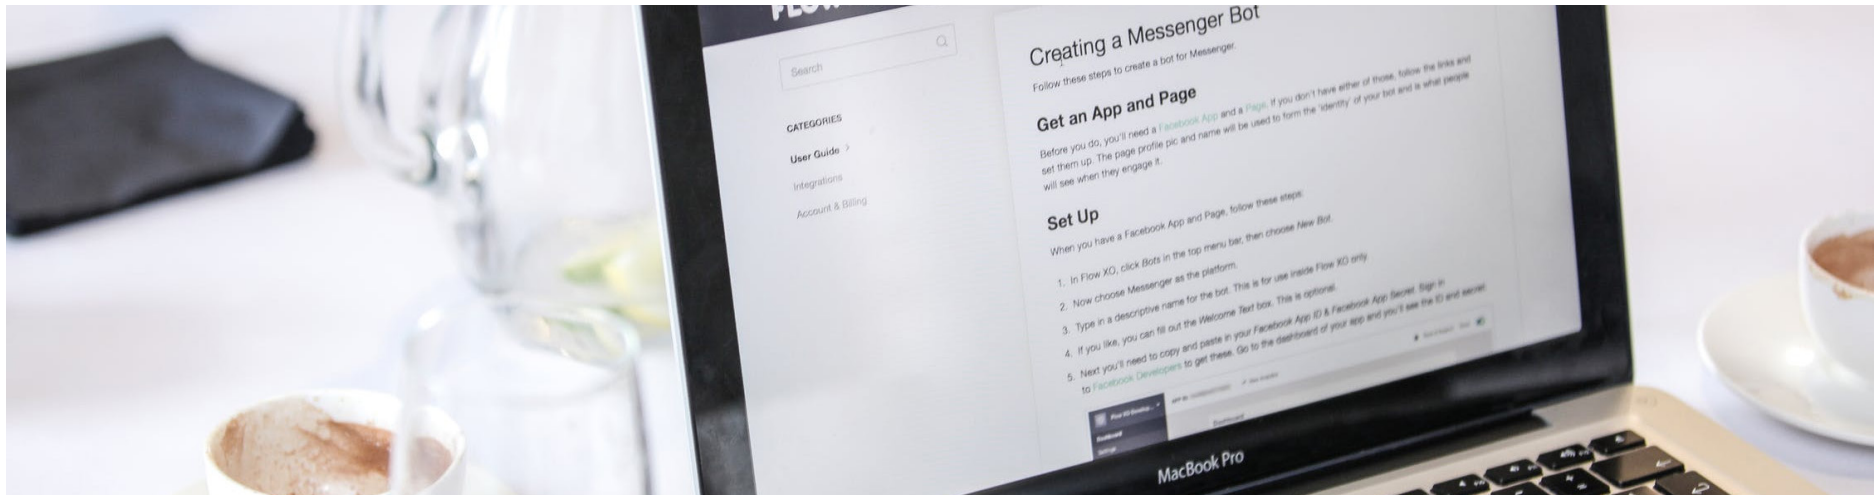 FLOW
Search
CATEGORIES
User Guide >
Integrations
Account & Billing
Creating a Messenger Bot
Follow these steps to create a bot for Messenger.
Get an App and Page
Before you do, you'll need a Facebook App and a Page. If you don't have either of those, follow the links and
set them up. The page profile pic and name will be used to form the 'identity' of your bot and is what people
will see when they engage it.
Set Up
When you have a Facebook App and Page, follow these steps:
1. In Flow XO, click Bots in the top menu bar, then choose New Bot.
2. Now choose Messenger as the platform.
3. Type in a descriptive name for the bot. This is for use inside Flow XO only.
4. If you like, you can fill out the Welcome Text box. This is optional.
5. Next you'll need to copy and paste in your Facebook App ID & Facebook App Secret. Sign in
to Facebook Developers to get these. Go to the dashboard of your app and you'll see the ID and secret
Dashboard
Dashboard
MacBook Pro